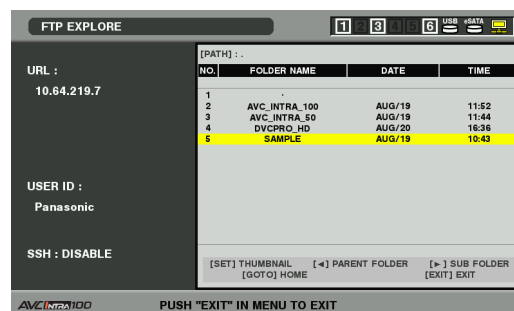 FTP EXPLORE
1 2 3 4 5 6 USB eSATA
[PATH] : .
NO. FOLDER NAME DATE TIME
1 .
2 AVC_INTRA_100 AUG/19 11:52
3 AVC_INTRA_50 AUG/19 11:44
4 DVCPRO_HD AUG/20 16:36
5 SAMPLE AUG/19 10:43
URL :
10.64.219.7
USER ID :
Panasonic
SSH : DISABLE
[SET] THUMBNAIL [◄] PARENT FOLDER [► ] SUB FOLDER
[GOTO] HOME [EXIT] EXIT
AVC INTRA 100 PUSH "EXIT" IN MENU TO EXIT